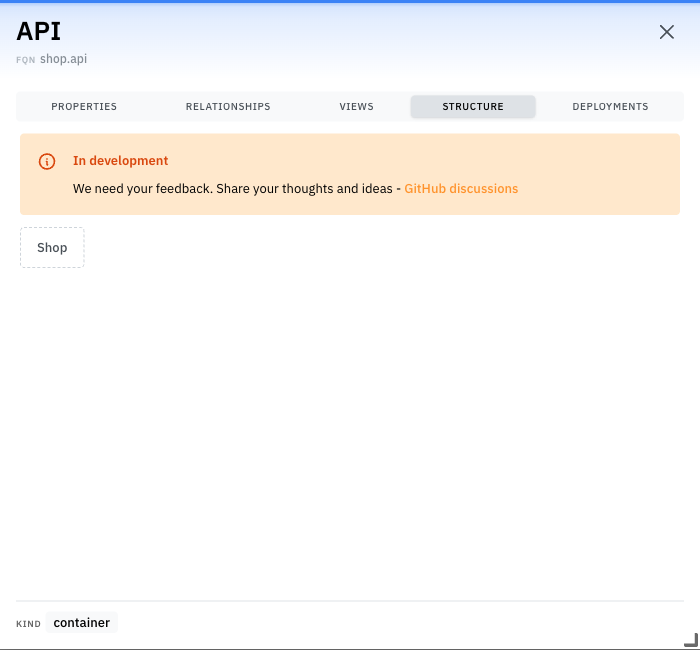 API
FQN shop.api
PROPERTIES RELATIONSHIPS VIEWS STRUCTURE DEPLOYMENTS
In development
We need your feedback. Share your thoughts and ideas - GitHub discussions
Shop
KIND container